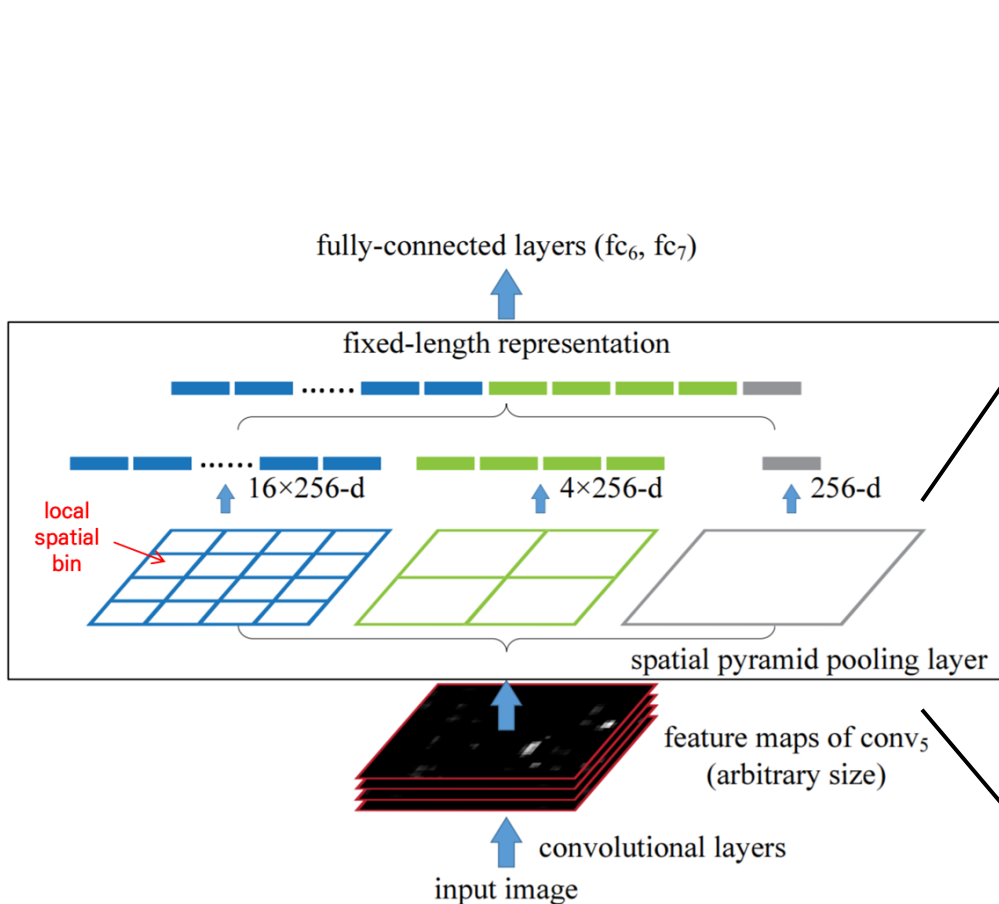 fully-connected layers (fc₆, fc₇)
fixed-length representation
......
......
16×256-d
4×256-d
256-d
local
spatial
bin
spatial pyramid pooling layer
feature maps of conv₅
(arbitrary size)
convolutional layers
input image